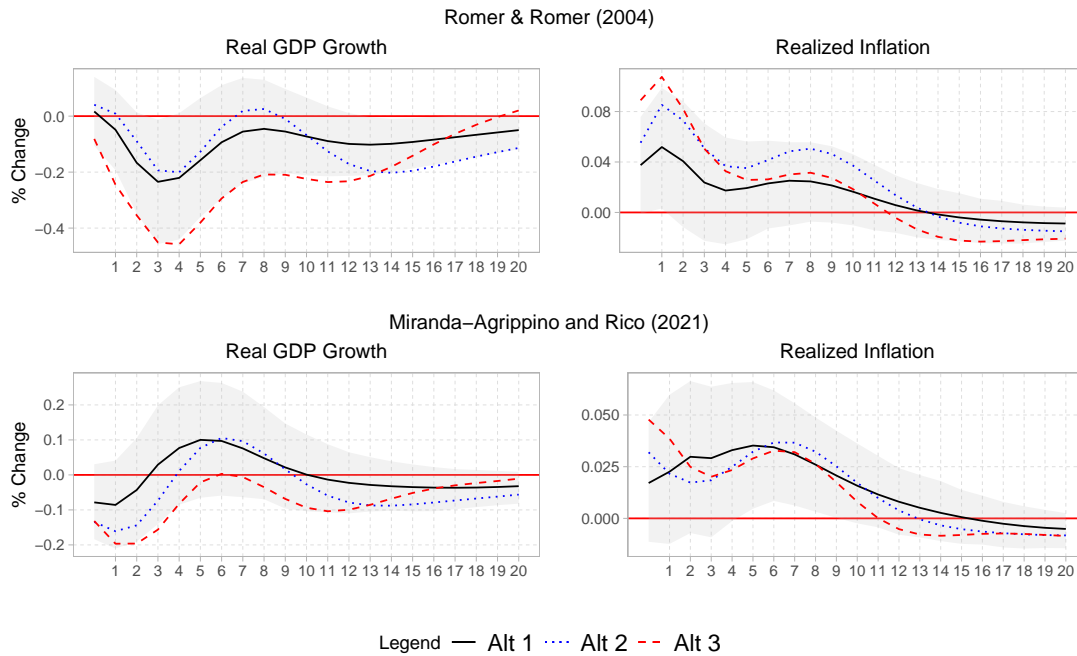 Romer & Romer (2004)
Real GDP Growth
Realized Inflation
% Change
0.0
−0.2
−0.4
1 2 3 4 5 6 7 8 9 10 11 12 13 14 15 16 17 18 19 20
0.08
0.04
0.00
1 2 3 4 5 6 7 8 9 10 11 12 13 14 15 16 17 18 19 20
Miranda−Agrippino and Rico (2021)
Real GDP Growth
Realized Inflation
% Change
0.2
0.1
0.0
−0.1
−0.2
1 2 3 4 5 6 7 8 9 10 11 12 13 14 15 16 17 18 19 20
0.050
0.025
0.000
1 2 3 4 5 6 7 8 9 10 11 12 13 14 15 16 17 18 19 20
Legend Alt 1 Alt 2 Alt 3